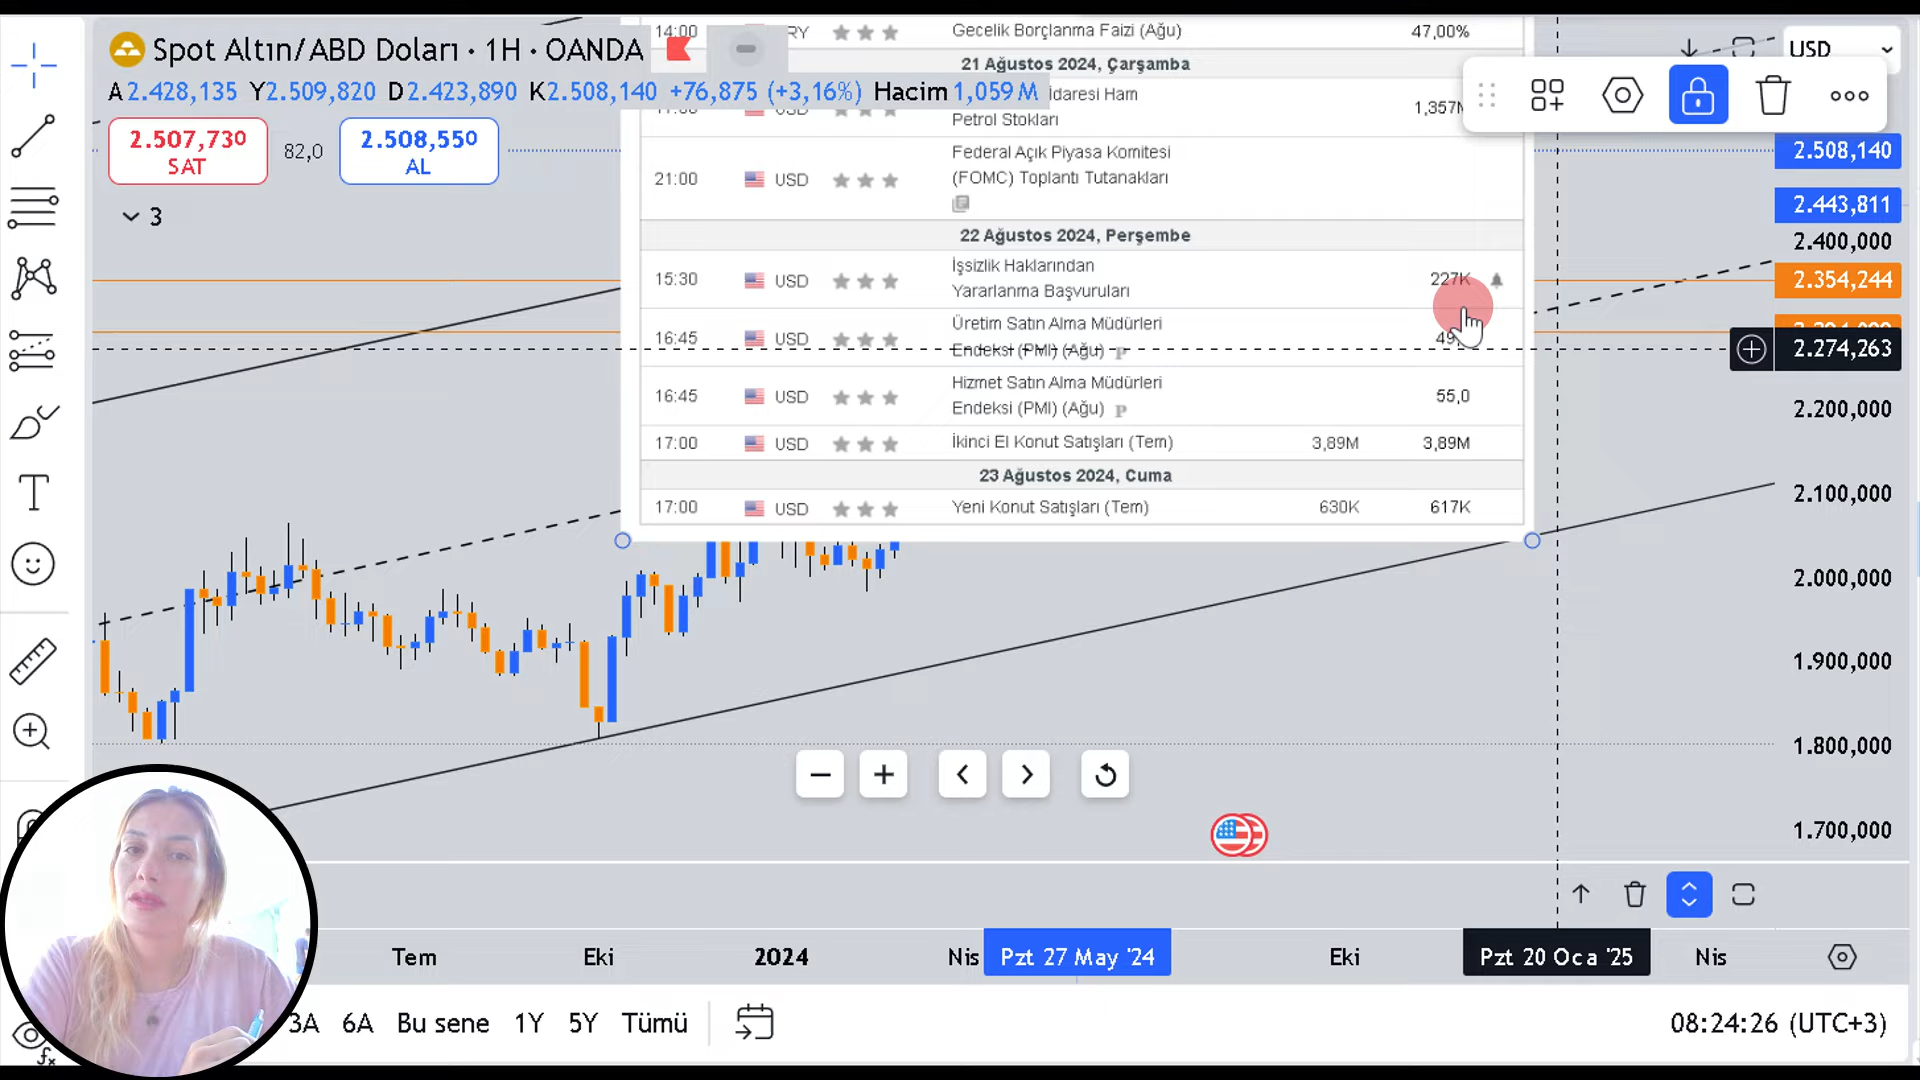 14:00 RY Gecelik Borçlanma Faizi (Ağu) 47,00%
Spot Altın/ABD Doları · 1H · OANDA
USD
21 Ağustos 2024, Çarşamba
A2.428,135 Y2.509,820 D2.423,890 K2.508,140 +76,875 (+3,16%) Hacim 1,059 M
İdaresi Ham
Petrol Stokları
1,357M
2.507,730
SAT
82,0
2.508,550
AL
3
21:00 USD
Federal Açık Piyasa Komitesi
(FOMC) Toplantı Tutanakları
22 Ağustos 2024, Perşembe
15:30 USD
İşsizlik Haklarından
Yararlanma Başvuruları
227K
16:45 USD
Üretim Satın Alma Müdürleri
Endeksi (PMI) (Ağu) P
16:45 USD
Hizmet Satın Alma Müdürleri
Endeksi (PMI) (Ağu) P
55,0
17:00 USD İkinci El Konut Satışları (Tem) 3,89M 3,89M
23 Ağustos 2024, Cuma
17:00 USD Yeni Konut Satışları (Tem) 630K 617K
2.508,140
2.443,811
2.400,000
2.354,244
2.274,263
2.200,000
2.100,000
2.000,000
1.900,000
1.800,000
1.700,000
Tem Eki 2024 Nis Pzt 27 May '24 Eki Pzt 20 Oca '25 Nis
3A 6A Bu sene 1Y 5Y Tümü
08:24:26 (UTC+3)